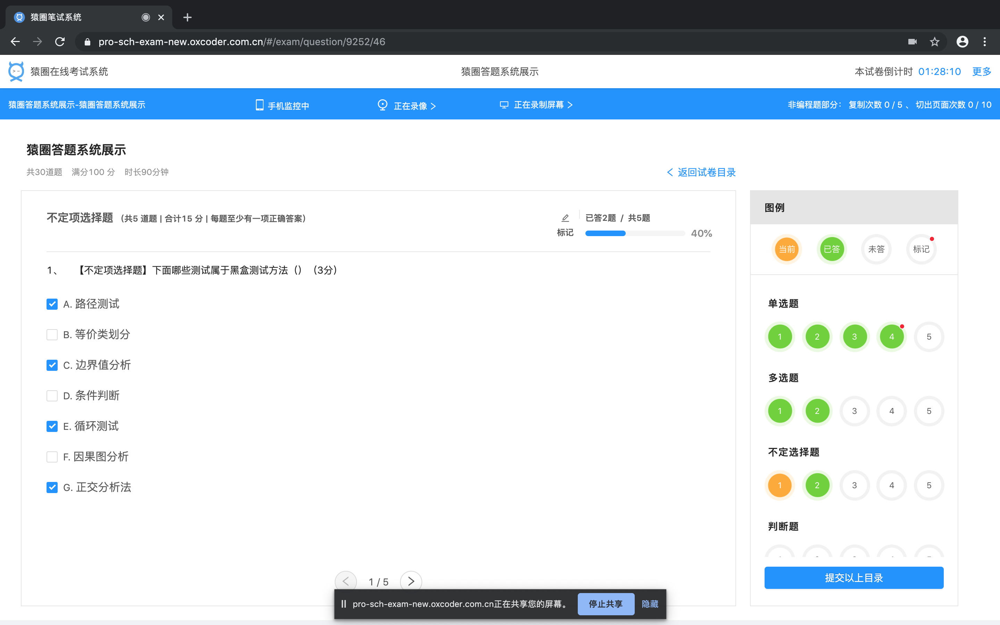 猿圈笔试系统
pro-sch-exam-new.oxcoder.com.cn/#/exam/question/9252/46
猿圈在线考试系统
猿圈答题系统展示
本试卷倒计时 01:28:10 更多
猿圈答题系统展示-猿圈答题系统展示
手机监控中
正在录像 >
正在录制屏幕 >
非编程题部分: 复制次数 0 / 5 、 切出页面次数 0 / 10
猿圈答题系统展示
共30道题 满分100 分 时长90分钟
< 返回试卷目录
不定项选择题 （共5 道题 | 合计15 分 | 每题至少有一项正确答案）
标记
已答2题 / 共5题
40%
1、 【不定项选择题】下面哪些测试属于黑盒测试方法（）（3分）
A. 路径测试
B. 等价类划分
C. 边界值分析
D. 条件判断
E. 循环测试
F. 因果图分析
G. 正交分析法
1 / 5
图例
当前 已答 未答 标记
单选题
1 2 3 4 5
多选题
1 2 3 4 5
不定选择题
1 2 3 4 5
判断题
提交以上目录
pro-sch-exam-new.oxcoder.com.cn正在共享您的屏幕。 停止共享 隐藏